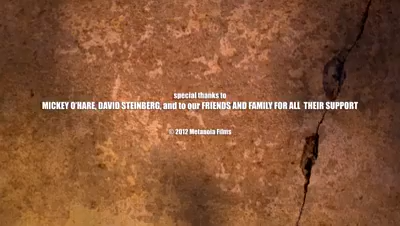 special thanks to
MICKEY O'HARE, DAVID STEINBERG, and to our FRIENDS AND FAMILY FOR ALL THEIR SUPPORT
© 2012 Metanoia Films